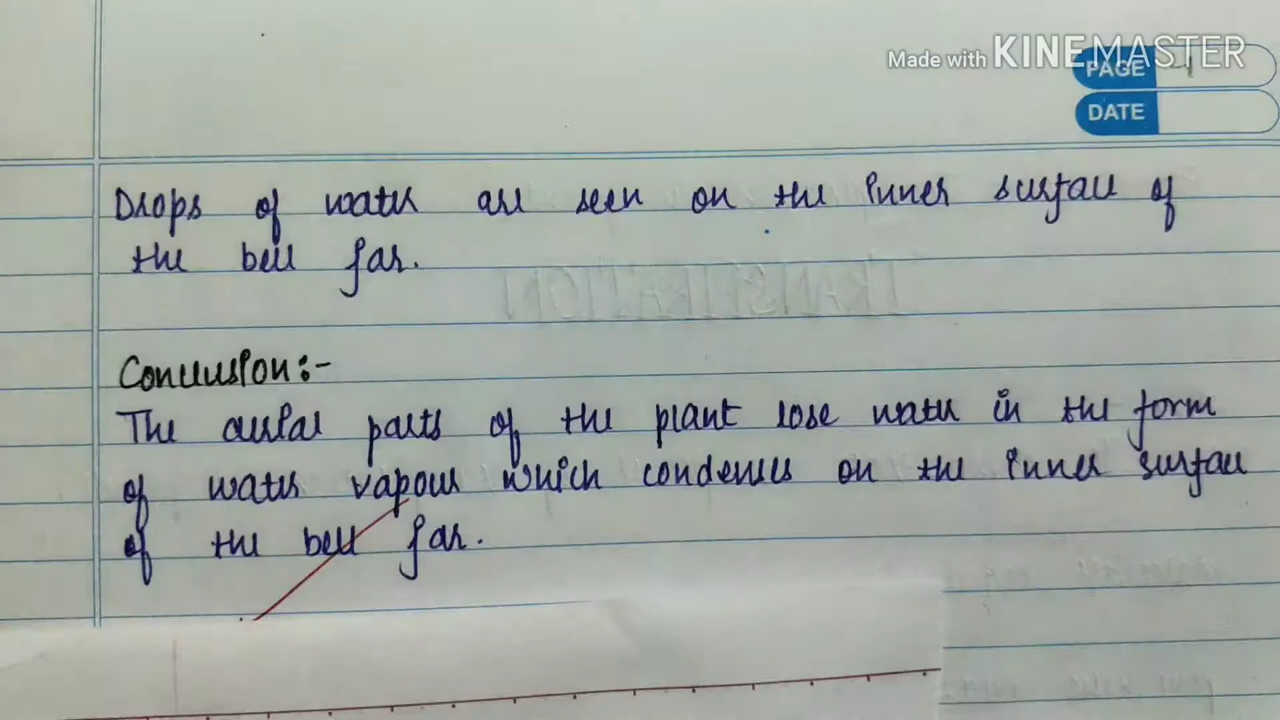 Made with KINEMASTER
PAGE
DATE
Drops of water are seen on the inner surface of
the bell jar.
TRANSPIRATION
Conclusion:-
The aerial parts of the plant lose water in the form
of water vapour which condenses on the inner surface
of the bell jar.